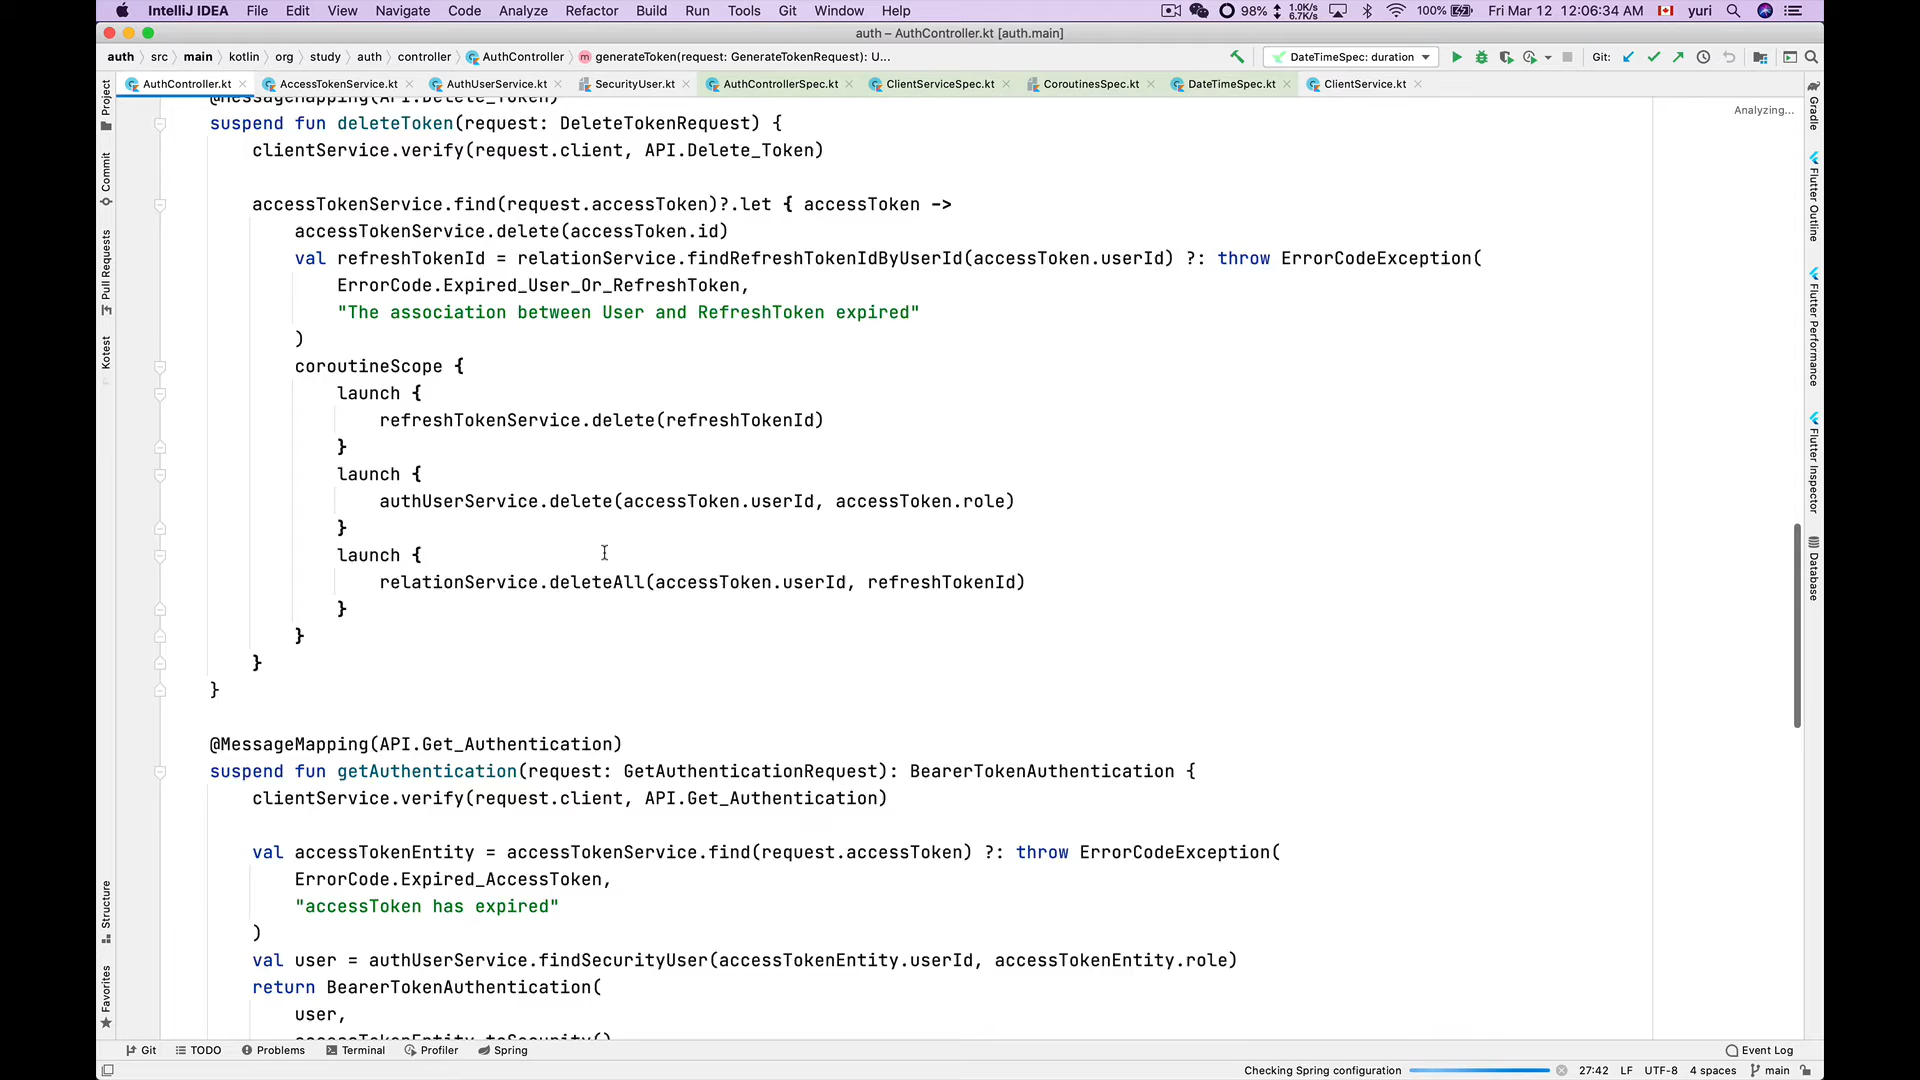 IntelliJ IDEA File Edit View Navigate Code Analyze Refactor Build Run Tools Git Window Help 98% 1.0K/s 6.7K/s 100% Fri Mar 12 12:06:34 AM yuri
auth – AuthController.kt [auth.main]
auth src main kotlin org study auth controller AuthController generateToken(request: GenerateTokenRequest): U... DateTimeSpec: duration Git:
AuthController.kt AccessTokenService.kt AuthUserService.kt SecurityUser.kt AuthControllerSpec.kt ClientServiceSpec.kt CoroutinesSpec.kt DateTimeSpec.kt ClientService.kt
Analyzing...
@MessageMapping(API.Delete_Token)
suspend fun deleteToken(request: DeleteTokenRequest) {
clientService.verify(request.client, API.Delete_Token)
accessTokenService.find(request.accessToken)?.let { accessToken ->
accessTokenService.delete(accessToken.id)
val refreshTokenId = relationService.findRefreshTokenIdByUserId(accessToken.userId) ?: throw ErrorCodeException(
ErrorCode.Expired_User_Or_RefreshToken,
"The association between User and RefreshToken expired"
)
coroutineScope {
launch {
refreshTokenService.delete(refreshTokenId)
}
launch {
authUserService.delete(accessToken.userId, accessToken.role)
}
launch {
relationService.deleteAll(accessToken.userId, refreshTokenId)
}
}
}
}
@MessageMapping(API.Get_Authentication)
suspend fun getAuthentication(request: GetAuthenticationRequest): BearerTokenAuthentication {
clientService.verify(request.client, API.Get_Authentication)
val accessTokenEntity = accessTokenService.find(request.accessToken) ?: throw ErrorCodeException(
ErrorCode.Expired_AccessToken,
"accessToken has expired"
)
val user = authUserService.findSecurityUser(accessTokenEntity.userId, accessTokenEntity.role)
return BearerTokenAuthentication(
user,
accessTokenEntity.toSecurity()
Project
Commit
Pull Requests
Kotest
Structure
Favorites
Gradle
Flutter Outline
Flutter Performance
Flutter Inspector
Database
Git TODO Problems Terminal Profiler Spring Event Log
Checking Spring configuration 27:42 LF UTF-8 4 spaces main